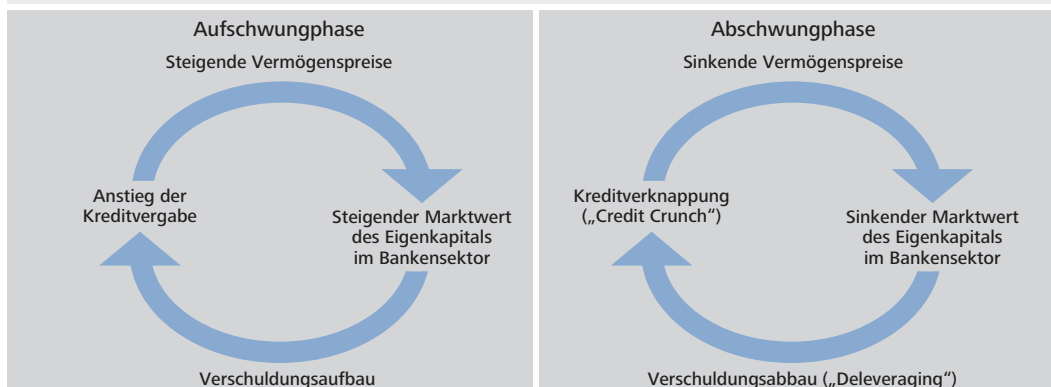 Aufschwungphase
Steigende Vermögenspreise
Anstieg der
Kreditvergabe
Steigender Marktwert
des Eigenkapitals
im Bankensektor
Verschuldungsaufbau
Abschwungphase
Sinkende Vermögenspreise
Kreditverknappung
(„Credit Crunch“)
Sinkender Marktwert
des Eigenkapitals
im Bankensektor
Verschuldungsabbau („Deleveraging“)